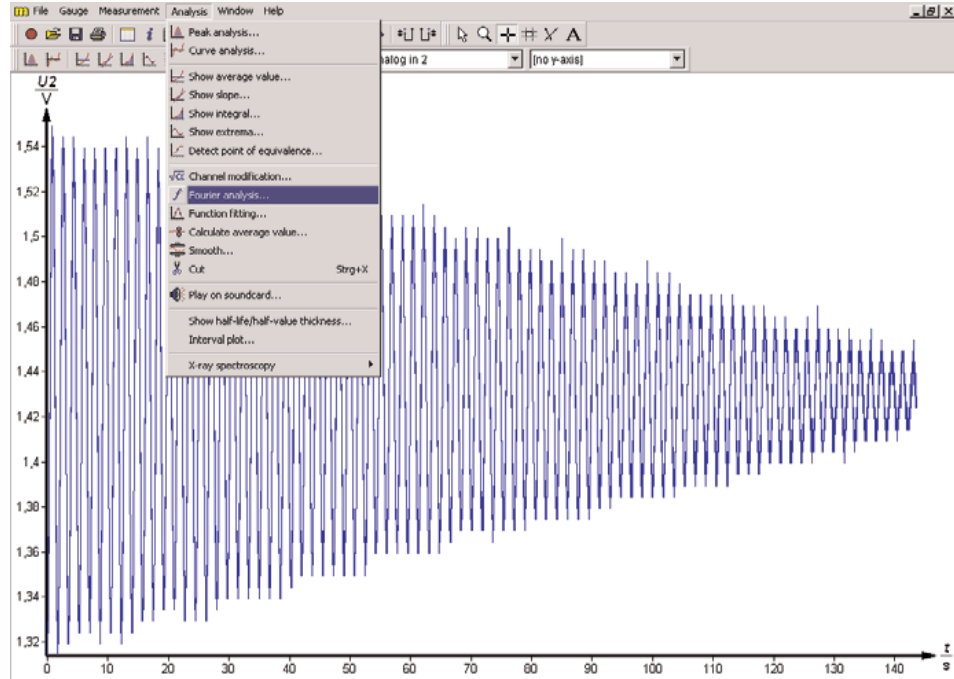 File Gauge Measurement Analysis Window Help
Peak analysis...
Curve analysis...
Show average value...
Show slope...
Show integral...
Show extrema...
Detect point of equivalence...
Channel modification...
Fourier analysis...
Function fitting...
Calculate average value...
Smooth...
Cut Strg+X
Play on soundcard...
Show half-life/half-value thickness...
Interval plot...
X-ray spectroscopy
alog in 2 [no y-axis]
U2
V
1,54
1,52
1,5
1,48
1,46
1,44
1,42
1,4
1,38
1,36
1,34
1,32
0 10 20 30 40 50 60 70 80 90 100 110 120 130 140
t
s